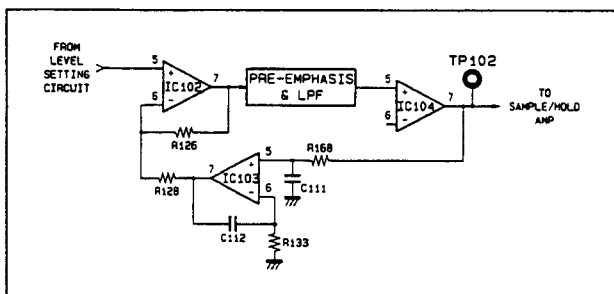 FROM
LEVEL
SETTING
CIRCUIT
5
+
6
-
IC102
7
PRE-EMPHASIS
& LPF
5
+
6
-
IC104
7
TP102
TO
SAMPLE/HOLD
AMP
R126
R128
7
IC103
5
+
6
-
R168
C111
C112
R133